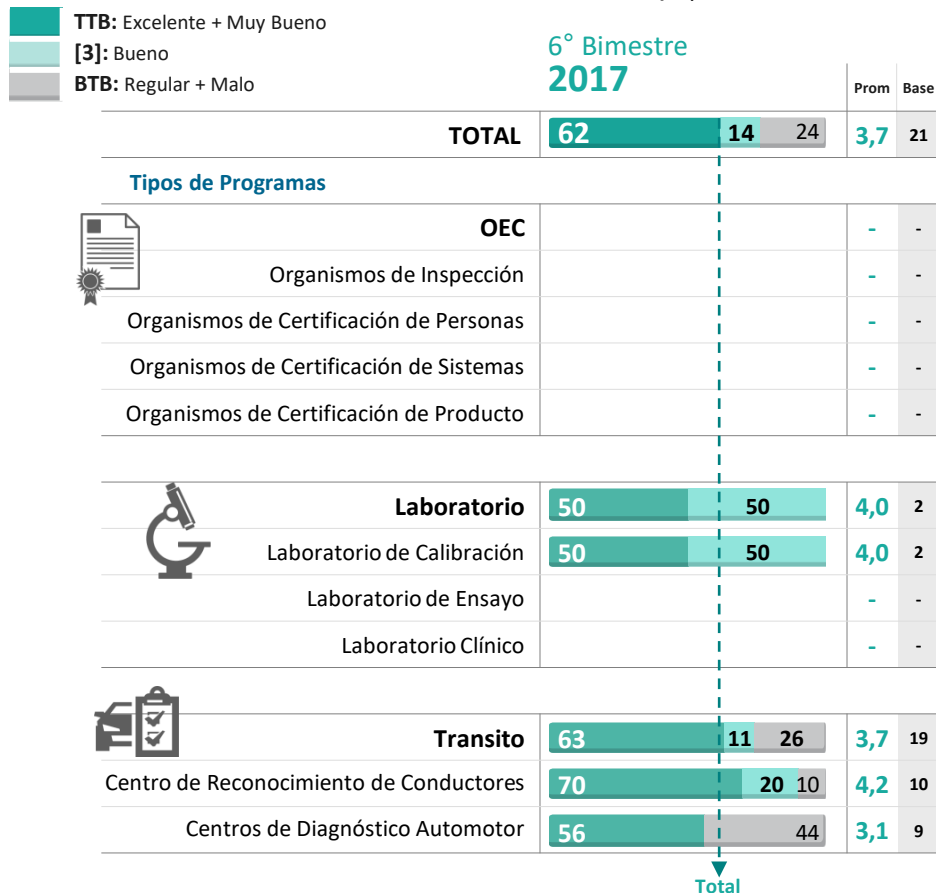 TTB: Excelente + Muy Bueno
[3]: Bueno
BTB: Regular + Malo
6° Bimestre
2017
Prom Base
TOTAL 62 14 24 3,7 21
Tipos de Programas
OEC - -
Organismos de Inspección - -
Organismos de Certificación de Personas - -
Organismos de Certificación de Sistemas - -
Organismos de Certificación de Producto - -
Laboratorio 50 50 4,0 2
Laboratorio de Calibración 50 50 4,0 2
Laboratorio de Ensayo - -
Laboratorio Clínico - -
Transito 63 11 26 3,7 19
Centro de Reconocimiento de Conductores 70 20 10 4,2 10
Centros de Diagnóstico Automotor 56 44 3,1 9
Total